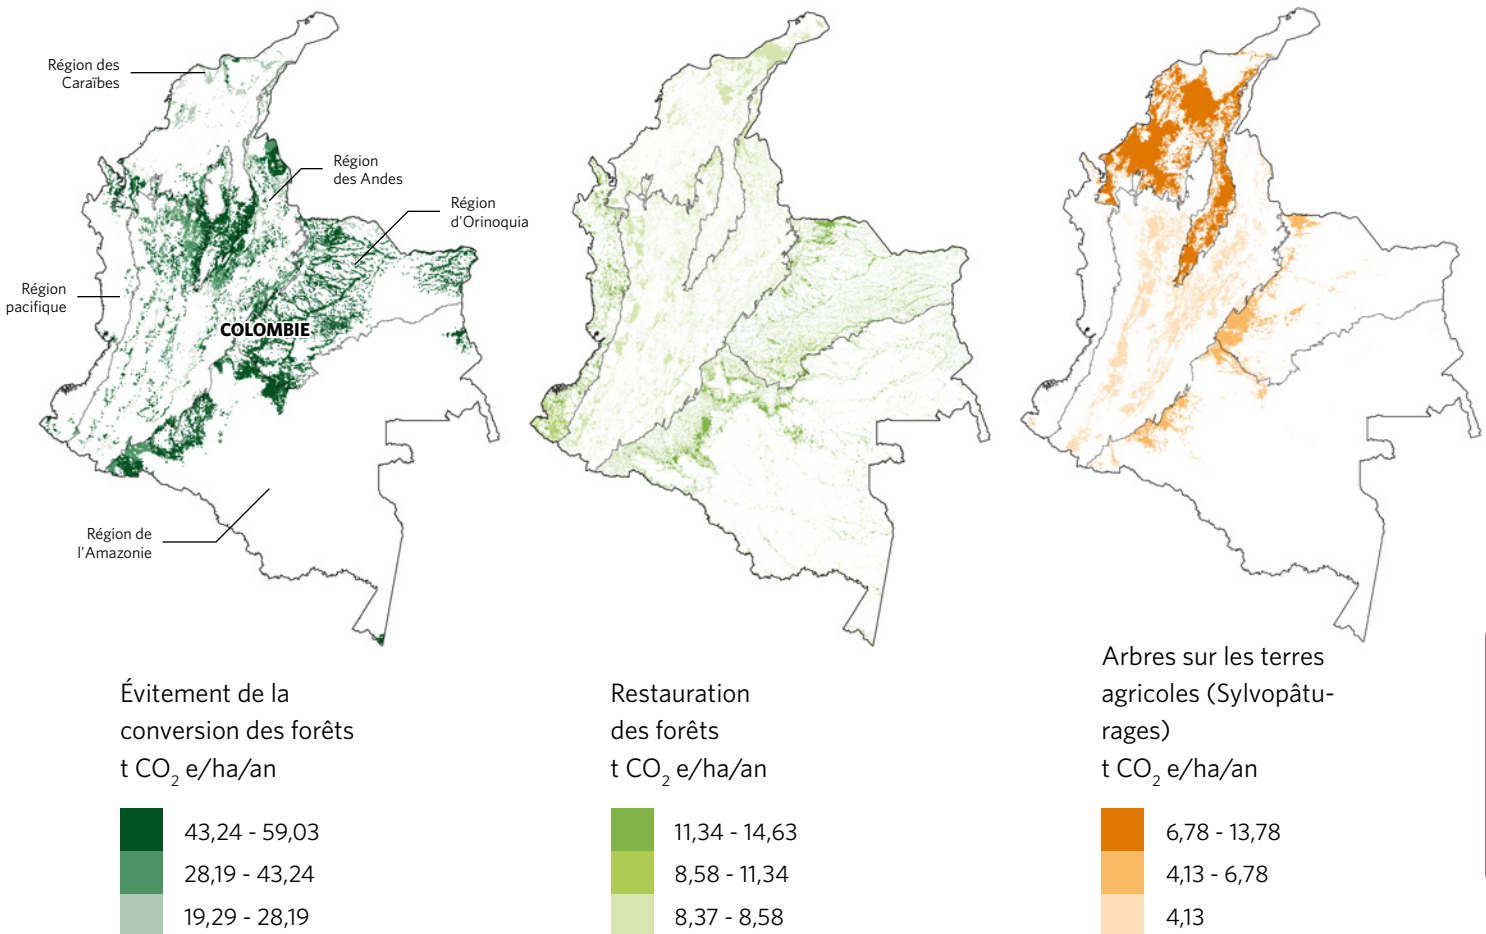 Région des
Caraïbes
Région
des Andes
Région
d'Orinoquia
Région
pacifique
COLOMBIE
Région de
l'Amazonie
Évitement de la
conversion des forêts
t CO2 e/ha/an
43,24 - 59,03
28,19 - 43,24
19,29 - 28,19
Restauration
des forêts
t CO2 e/ha/an
11,34 - 14,63
8,58 - 11,34
8,37 - 8,58
Arbres sur les terres
agricoles (Sylvopâtu-
rages)
t CO2 e/ha/an
6,78 - 13,78
4,13 - 6,78
4,13